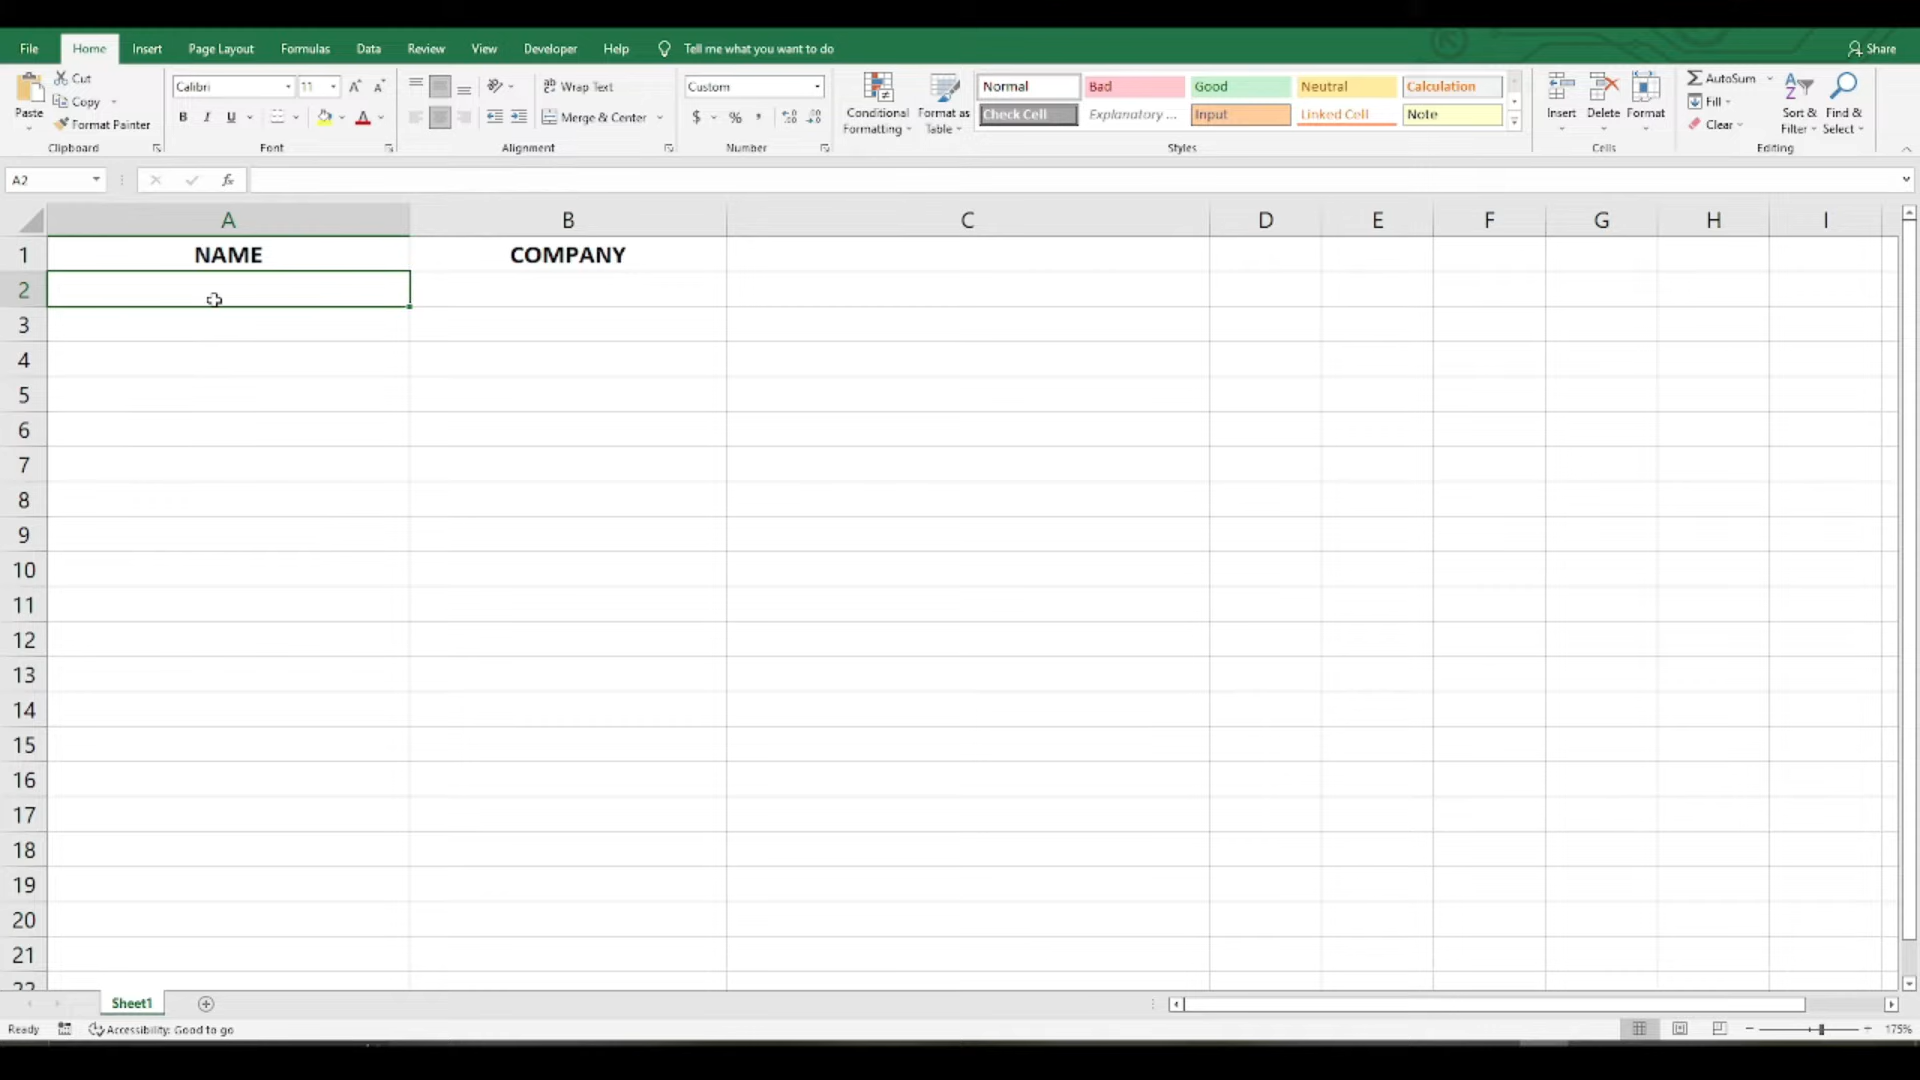 File Home Insert Page Layout Formulas Data Review View Developer Help Tell me what you want to do Share
Cut
Copy
Format Painter
Paste
Clipboard
Calibri 11
B I U
Font
Wrap Text
Merge & Center
Alignment
Custom
$ % ,
Number
Conditional
Formatting
Format as
Table
Normal Bad Good Neutral Calculation
Check Cell Explanatory ... Input Linked Cell Note
Styles
Insert Delete Format
Cells
AutoSum
Fill
Clear
Sort &
Filter
Find &
Select
Editing
A2 fx
A B C D E F G H I
1 NAME COMPANY
2
3
4
5
6
7
8
9
10
11
12
13
14
15
16
17
18
19
20
21
22
Sheet1
Ready Accessibility: Good to go 175%